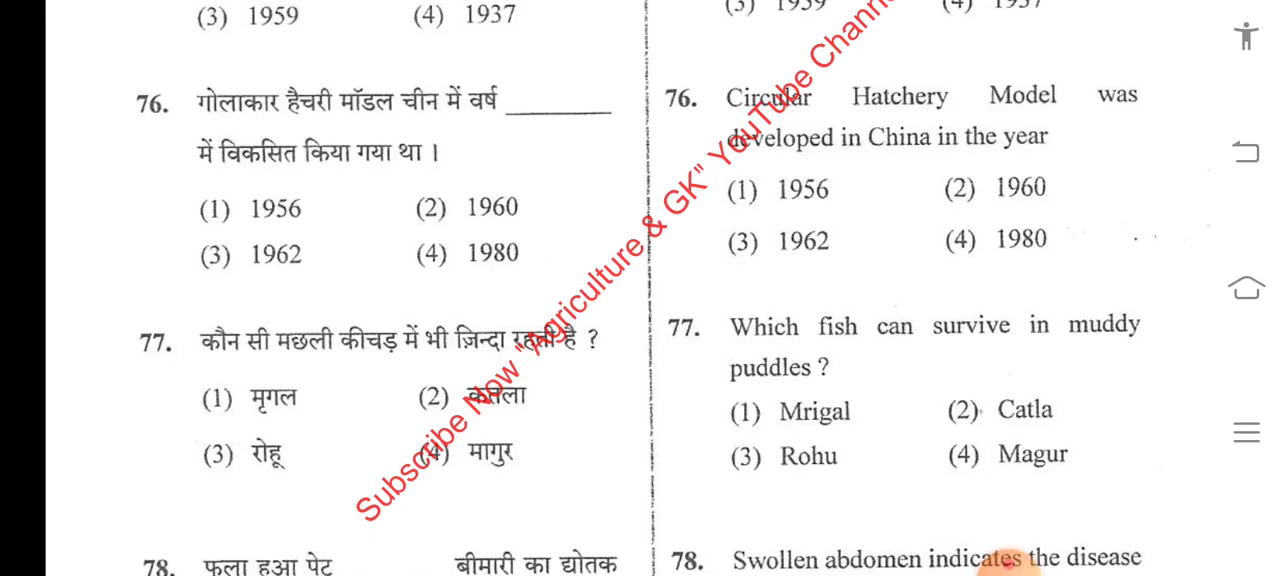 (3) 1959 (4) 1937
76. गोलाकार हैचरी मॉडल चीन में वर्ष ________
में विकसित किया गया था ।
(1) 1956 (2) 1960
(3) 1962 (4) 1980
77. कौन सी मछली कीचड़ में भी ज़िन्दा रहती है ?
(1) मृगल (2) कतला
(3) रोहू (4) मागुर
78. फूला हुआ पेट बीमारी का द्योतक
(3) 1959 (4) 1937
76. Circular Hatchery Model was
developed in China in the year
(1) 1956 (2) 1960
(3) 1962 (4) 1980
77. Which fish can survive in muddy
puddles ?
(1) Mrigal (2) Catla
(3) Rohu (4) Magur
78. Swollen abdomen indicates the disease
Subscribe Now "Agriculture & GK" YouTube